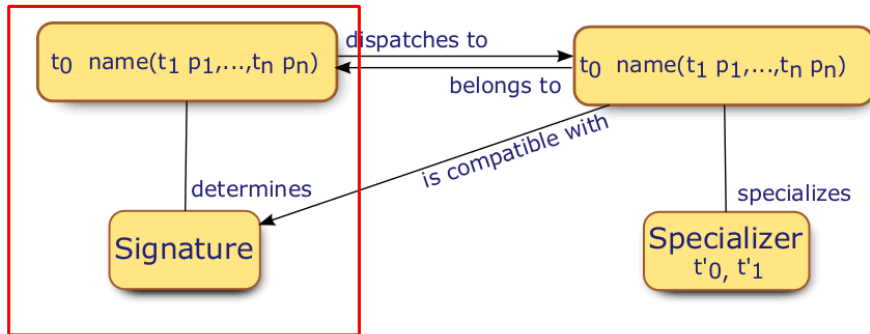 dispatches to
t₀ name(t₁ p₁,...,tₙ pₙ)
t₀ name(t₁ p₁,...,tₙ pₙ)
belongs to
is compatible with
determines
specializes
Signature
Specializer
t'₀, t'₁